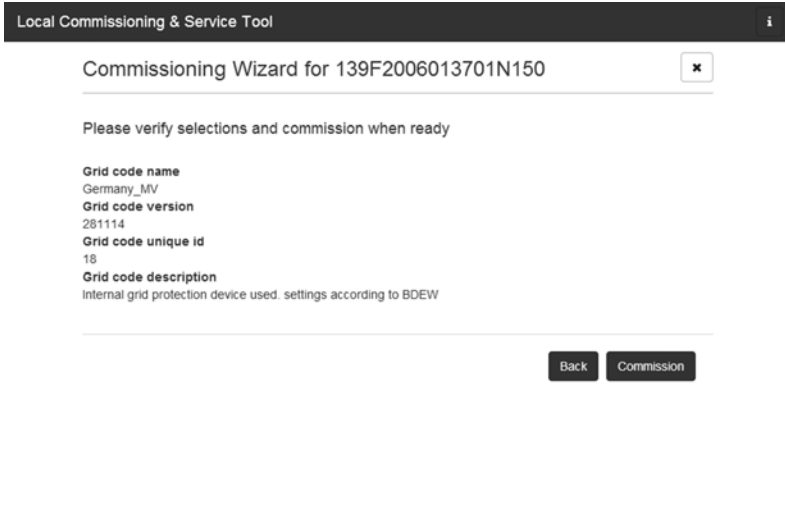 Local Commissioning & Service Tool
i
Commissioning Wizard for 139F2006013701N150
×
Please verify selections and commission when ready
Grid code name
Germany_MV
Grid code version
281114
Grid code unique id
18
Grid code description
Internal grid protection device used. settings according to BDEW
Back
Commission